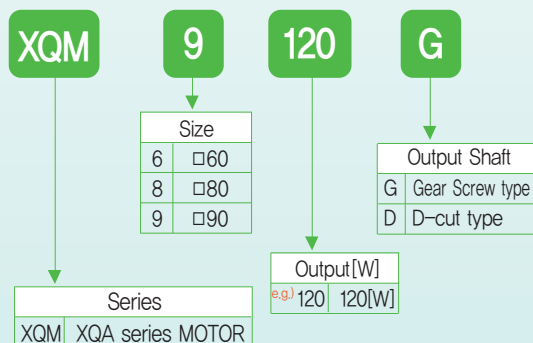 XQM 9 120 G
Size
6 □60
8 □80
9 □90
Output Shaft
G Gear Screw type
D D-cut type
Output[W]
e.g.) 120 120[W]
Series
XQM XQA series MOTOR